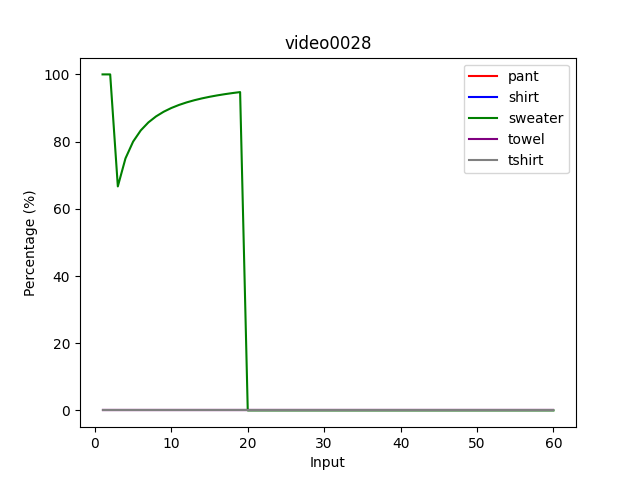 video0028
Percentage (%)
100
80
60
40
20
0
pant
shirt
sweater
towel
tshirt
0 10 20 30 40 50 60
Input